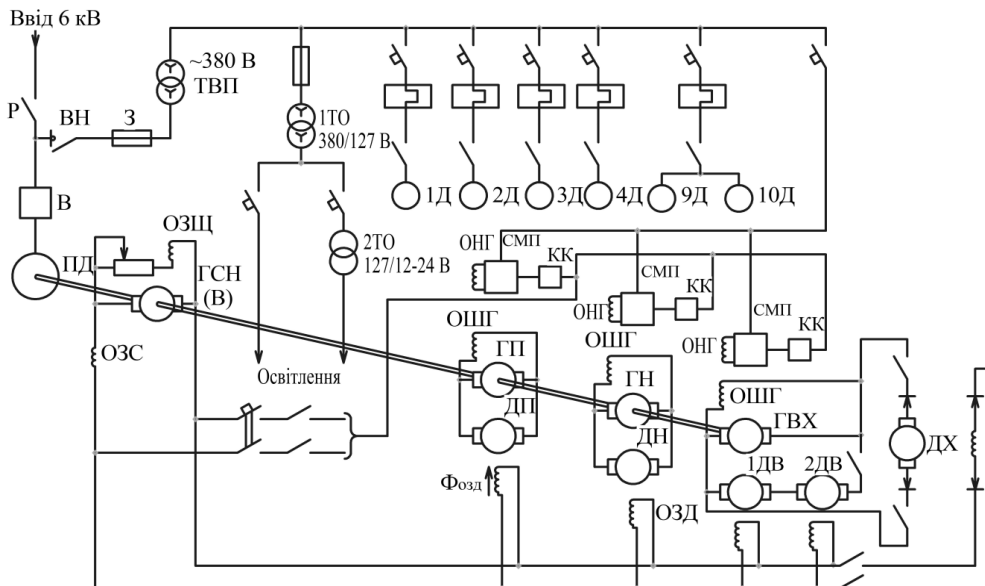 Ввід 6 кВ
~380 В
ТВП
Р
ВН
З
1ТО
380/127 В
В
1Д
2Д
3Д
4Д
9Д
10Д
ОЗЩ
ПД
ГСН
(В)
2ТО
127/12-24 В
ОНГ
СМП
КК
ОНГ
СМП
КК
ОНГ
СМП
КК
ОЗС
Освітлення
ОШГ
ГП
ДП
ОШГ
ГН
ДН
ОШГ
ГВХ
ДХ
1ДВ
2ДВ
Фозд
ОЗД